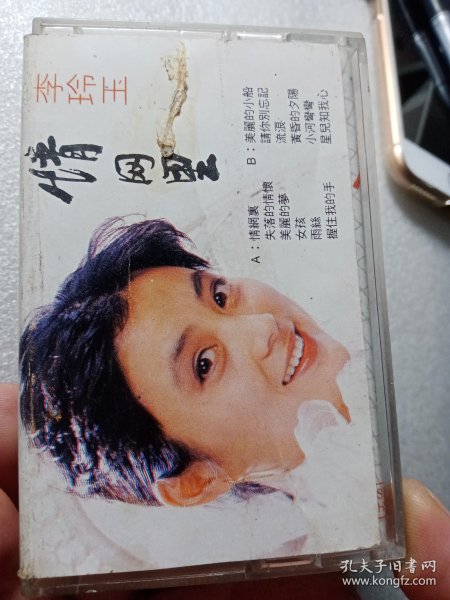 李玲玉
情网里
A：情網裏
失落的情懷
美麗的夢
女孩
雨絲
握住我的手
B：美麗的小船
請你別忘記
流浪
黃昏的夕陽
小河彎彎
星兒知我心
孔夫子旧书网
www.kongfz.com